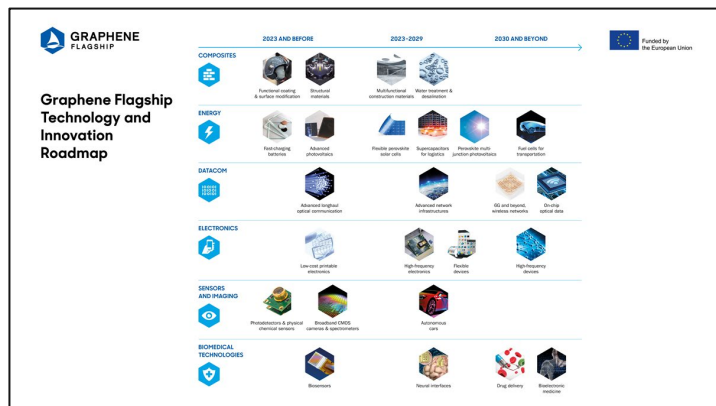 GRAPHENE
FLAGSHIP
Graphene Flagship
Technology and
Innovation
Roadmap
2023 AND BEFORE
2023–2029
2030 AND BEYOND
Funded by
the European Union
COMPOSITES
Functional coating
& surface modification
Structural
materials
Multifunctional
construction materials
Water treatment &
desalination
ENERGY
Fast-charging
batteries
Advanced
photovoltaics
Flexible perovskite
solar cells
Supercapacitors
for logistics
Perovskite multi
junction photovoltaics
Fuel cells for
transportation
DATACOM
Advanced longhaul
optical communication
Advanced network
infrastructures
6G and beyond,
wireless networks
On-chip
optical data
ELECTRONICS
Low-cost printable
electronics
High-frequency
electronics
Flexible
devices
High-frequency
devices
SENSORS
AND IMAGING
Photodetectors & physical
chemical sensors
Broadband CMOS
cameras & spectrometers
Autonomous
cars
BIOMEDICAL
TECHNOLOGIES
Biosensors
Neural interfaces
Drug delivery
Bioelectronic
medicine